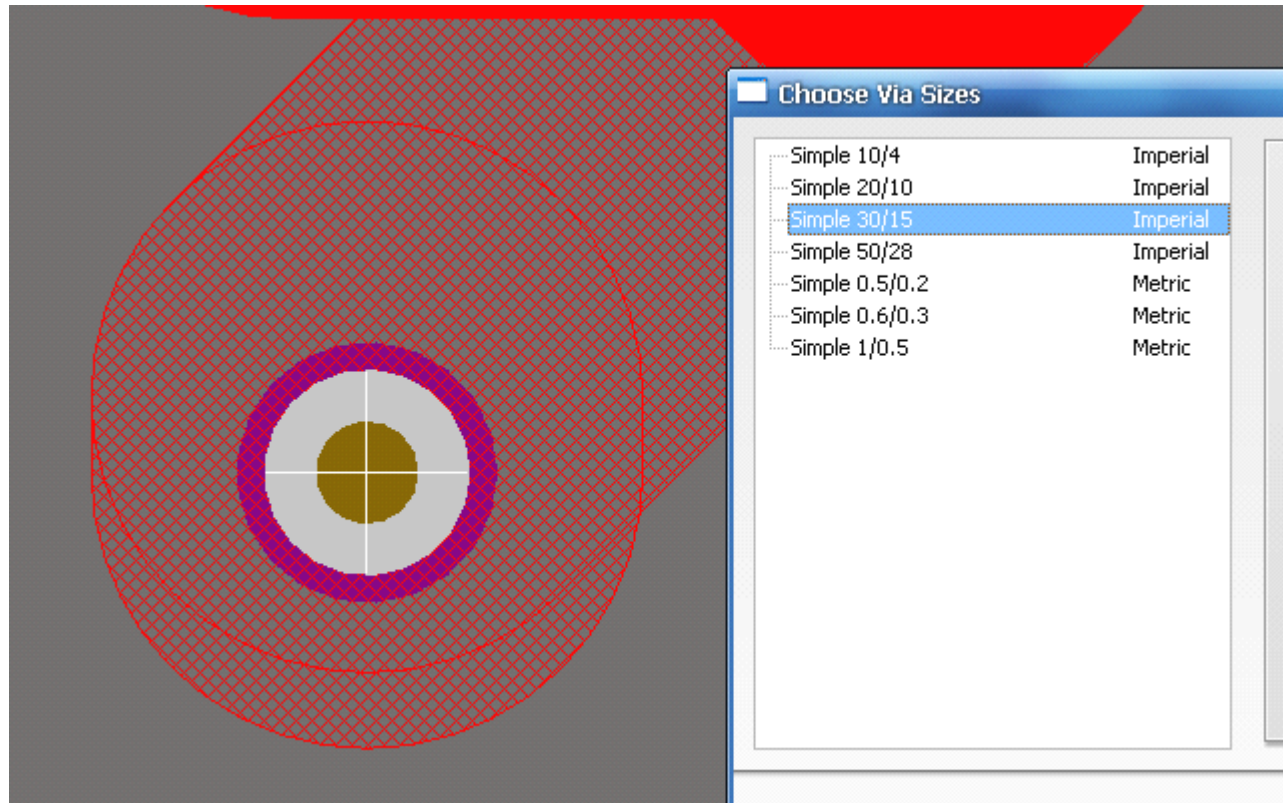 Choose Via Sizes
Simple 10/4 Imperial
Simple 20/10 Imperial
Simple 30/15 Imperial
Simple 50/28 Imperial
Simple 0.5/0.2 Metric
Simple 0.6/0.3 Metric
Simple 1/0.5 Metric